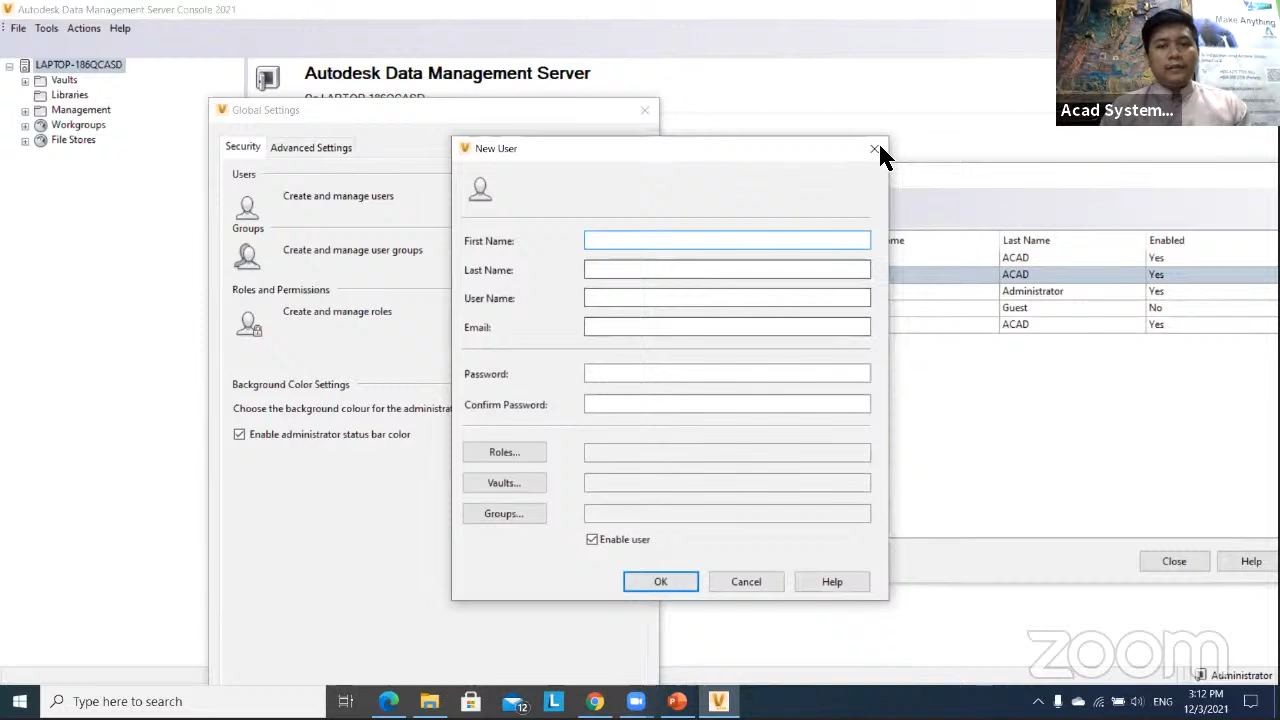 Autodesk Data Management Server Console 2021
File Tools Actions Help
LAPTOP-186QCASD
Vaults
Libraries
Management
Workgroups
File Stores
Autodesk Data Management Server
Global Settings
Security Advanced Settings
Users
Create and manage users
Groups
Create and manage user groups
Roles and Permissions
Create and manage roles
Background Color Settings
Choose the background colour for the administrat
Enable administrator status bar color
New User
First Name:
Last Name:
User Name:
Email:
Password:
Confirm Password:
Roles...
Vaults...
Groups...
Enable user
OK Cancel Help
me Last Name Enabled
ACAD Yes
ACAD Yes
Administrator Yes
Guest No
ACAD Yes
Close Help
Make Anything
Acad System...
zoom
Administrator
Type here to search
12
L
P
ENG
3:12 PM
12/3/2021